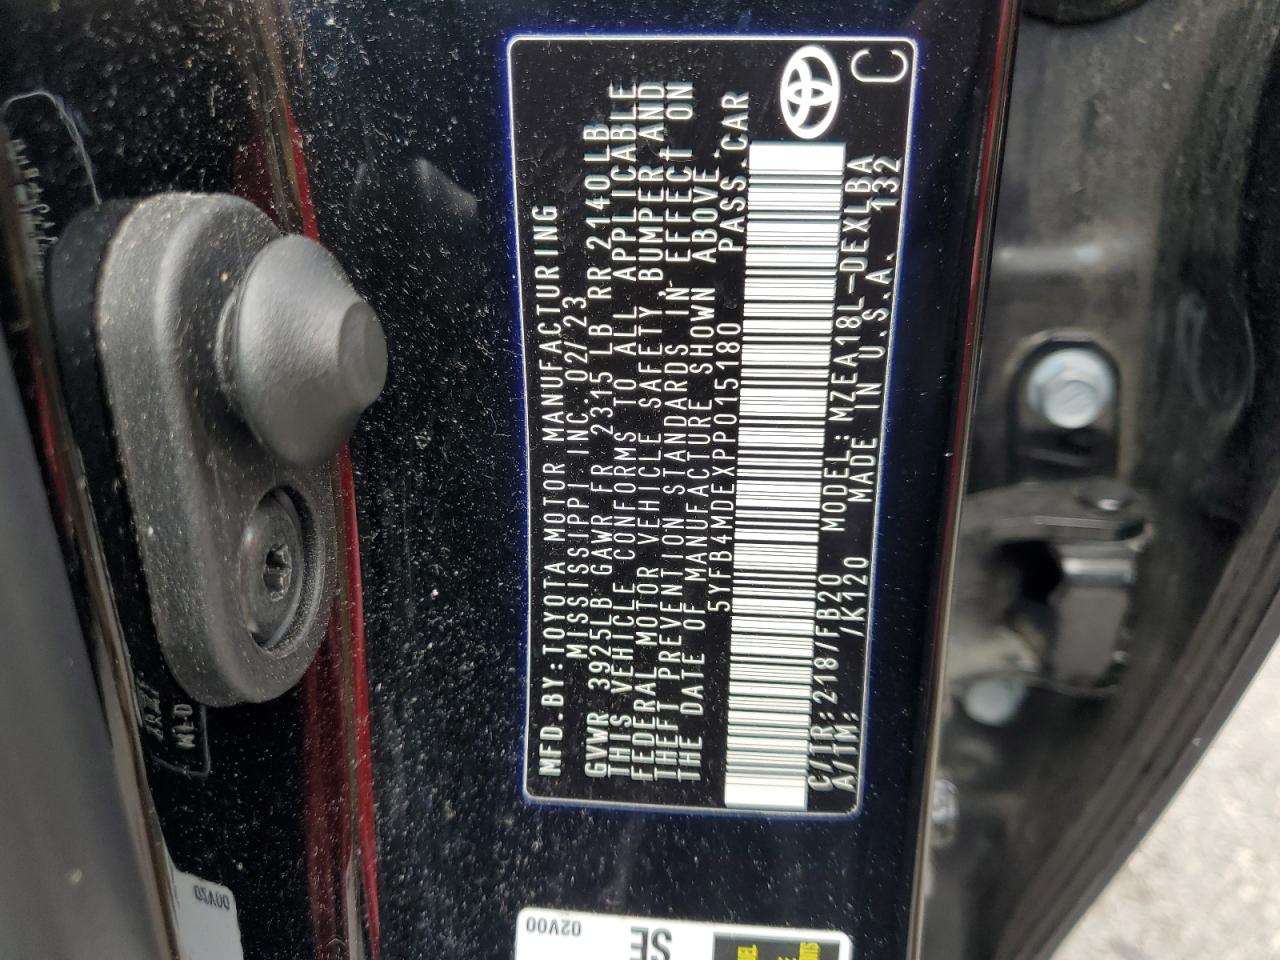 MFD.BY:TOYOTA MOTOR MANUFACTURING
MISSISSIPPI INC. 02/23
GVWR 3925LB GAWR FR 2315 LB RR 2140LB
THIS VEHICLE CONFORMS TO ALL APPLICABLE
FEDERAL MOTOR VEHICLE SAFETY BUMPER AND
THEFT PREVENTION STANDARDS IN EFFECT ON
THE DATE OF MANUFACTURE SHOWN ABOVE.
5YFB4MDEXPP015180 PASS.CAR
C/TR:218/FB20 MODEL:MZEA18L-DEXLBA
A/TM: /K120 MADE IN U.S.A. 132
C
02V00
SE